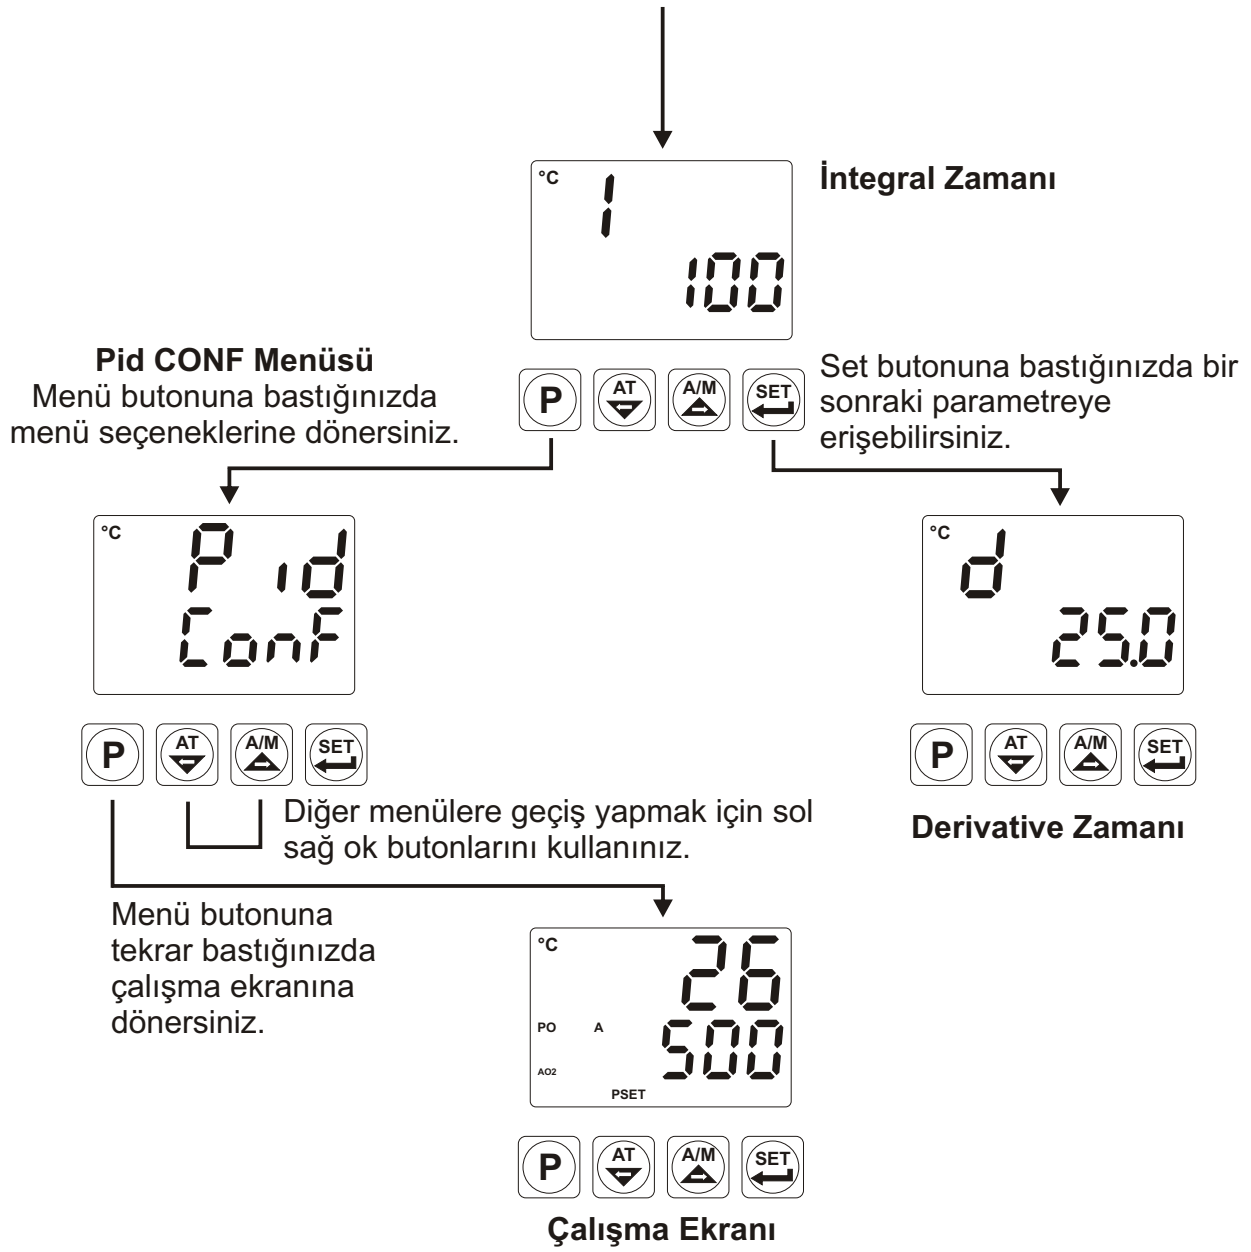 İntegral Zamanı
°C
I
100
P
AT
A/M
SET
Pid CONF Menüsü
Menü butonuna bastığınızda
menü seçeneklerine dönersiniz.
Set butonuna bastığınızda bir
sonraki parametreye
erişebilirsiniz.
°C
Pid
ConF
P
AT
A/M
SET
°C
d
25.0
P
AT
A/M
SET
Derivative Zamanı
Diğer menülere geçiş yapmak için sol
sağ ok butonlarını kullanınız.
Menü butonuna
tekrar bastığınızda
çalışma ekranına
dönersiniz.
°C
26
PO A
500
AO2
PSET
P
AT
A/M
SET
Çalışma Ekranı